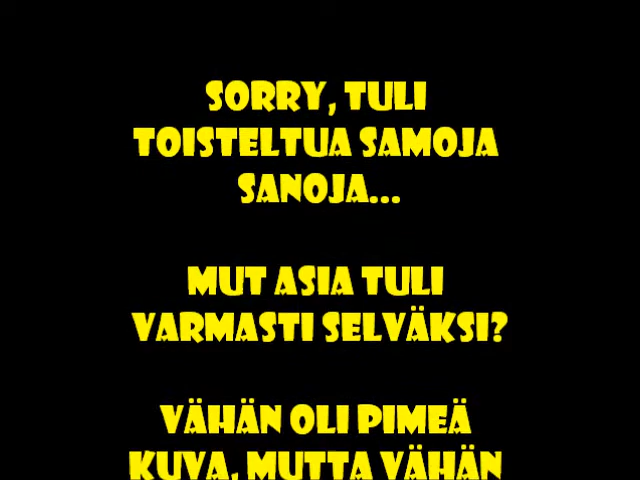 SORRY, TULI
TOISTELTUA SAMOJA
SANOJA...
MUT ASIA TULI
VARMASTI SELVÄKSI?
VÄHÄN OLI PIMEÄ
KUVA, MUTTA VÄHÄN